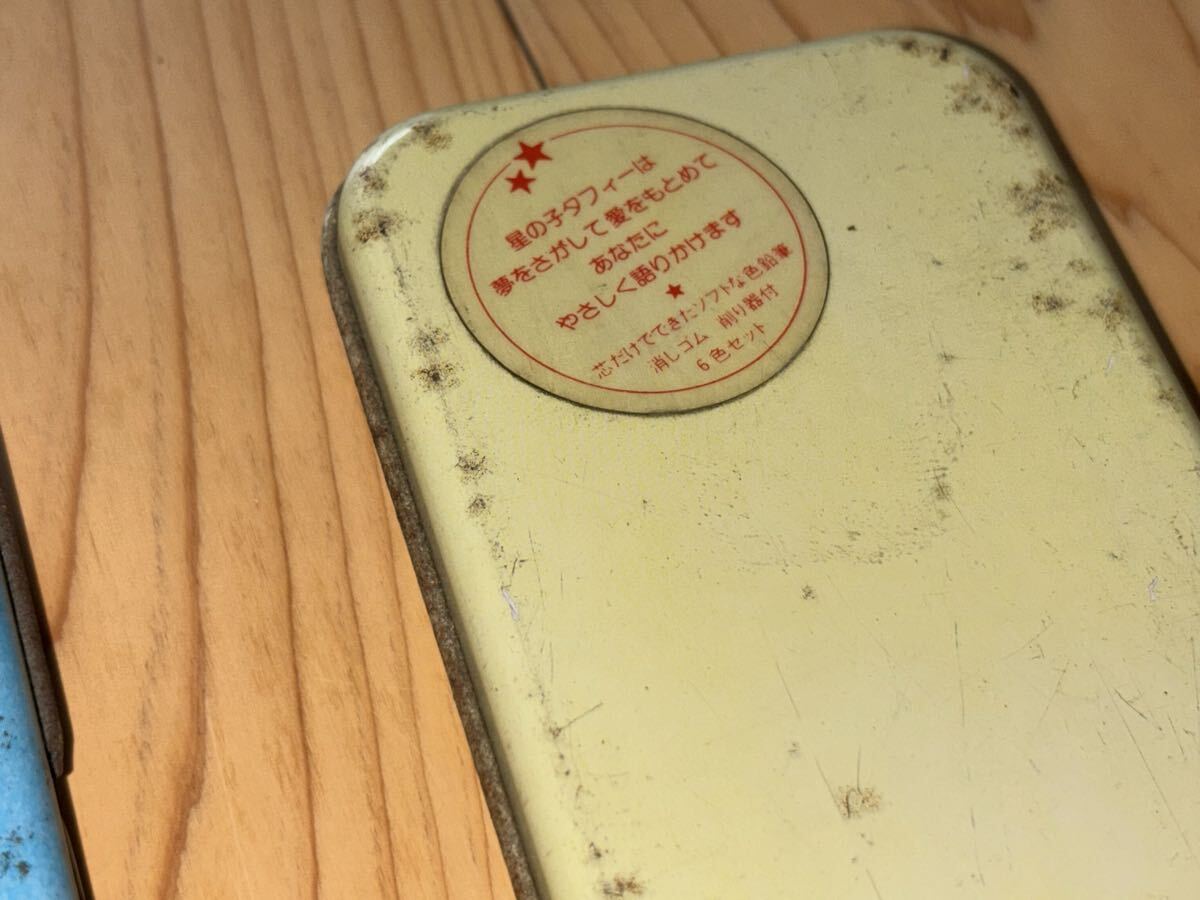 星の子タフィーは
夢をさがして愛をもとめて
あなたに
やさしく語りかけます
芯だけでできたソフトな色鉛筆
消しゴム 削り器付
6色セット